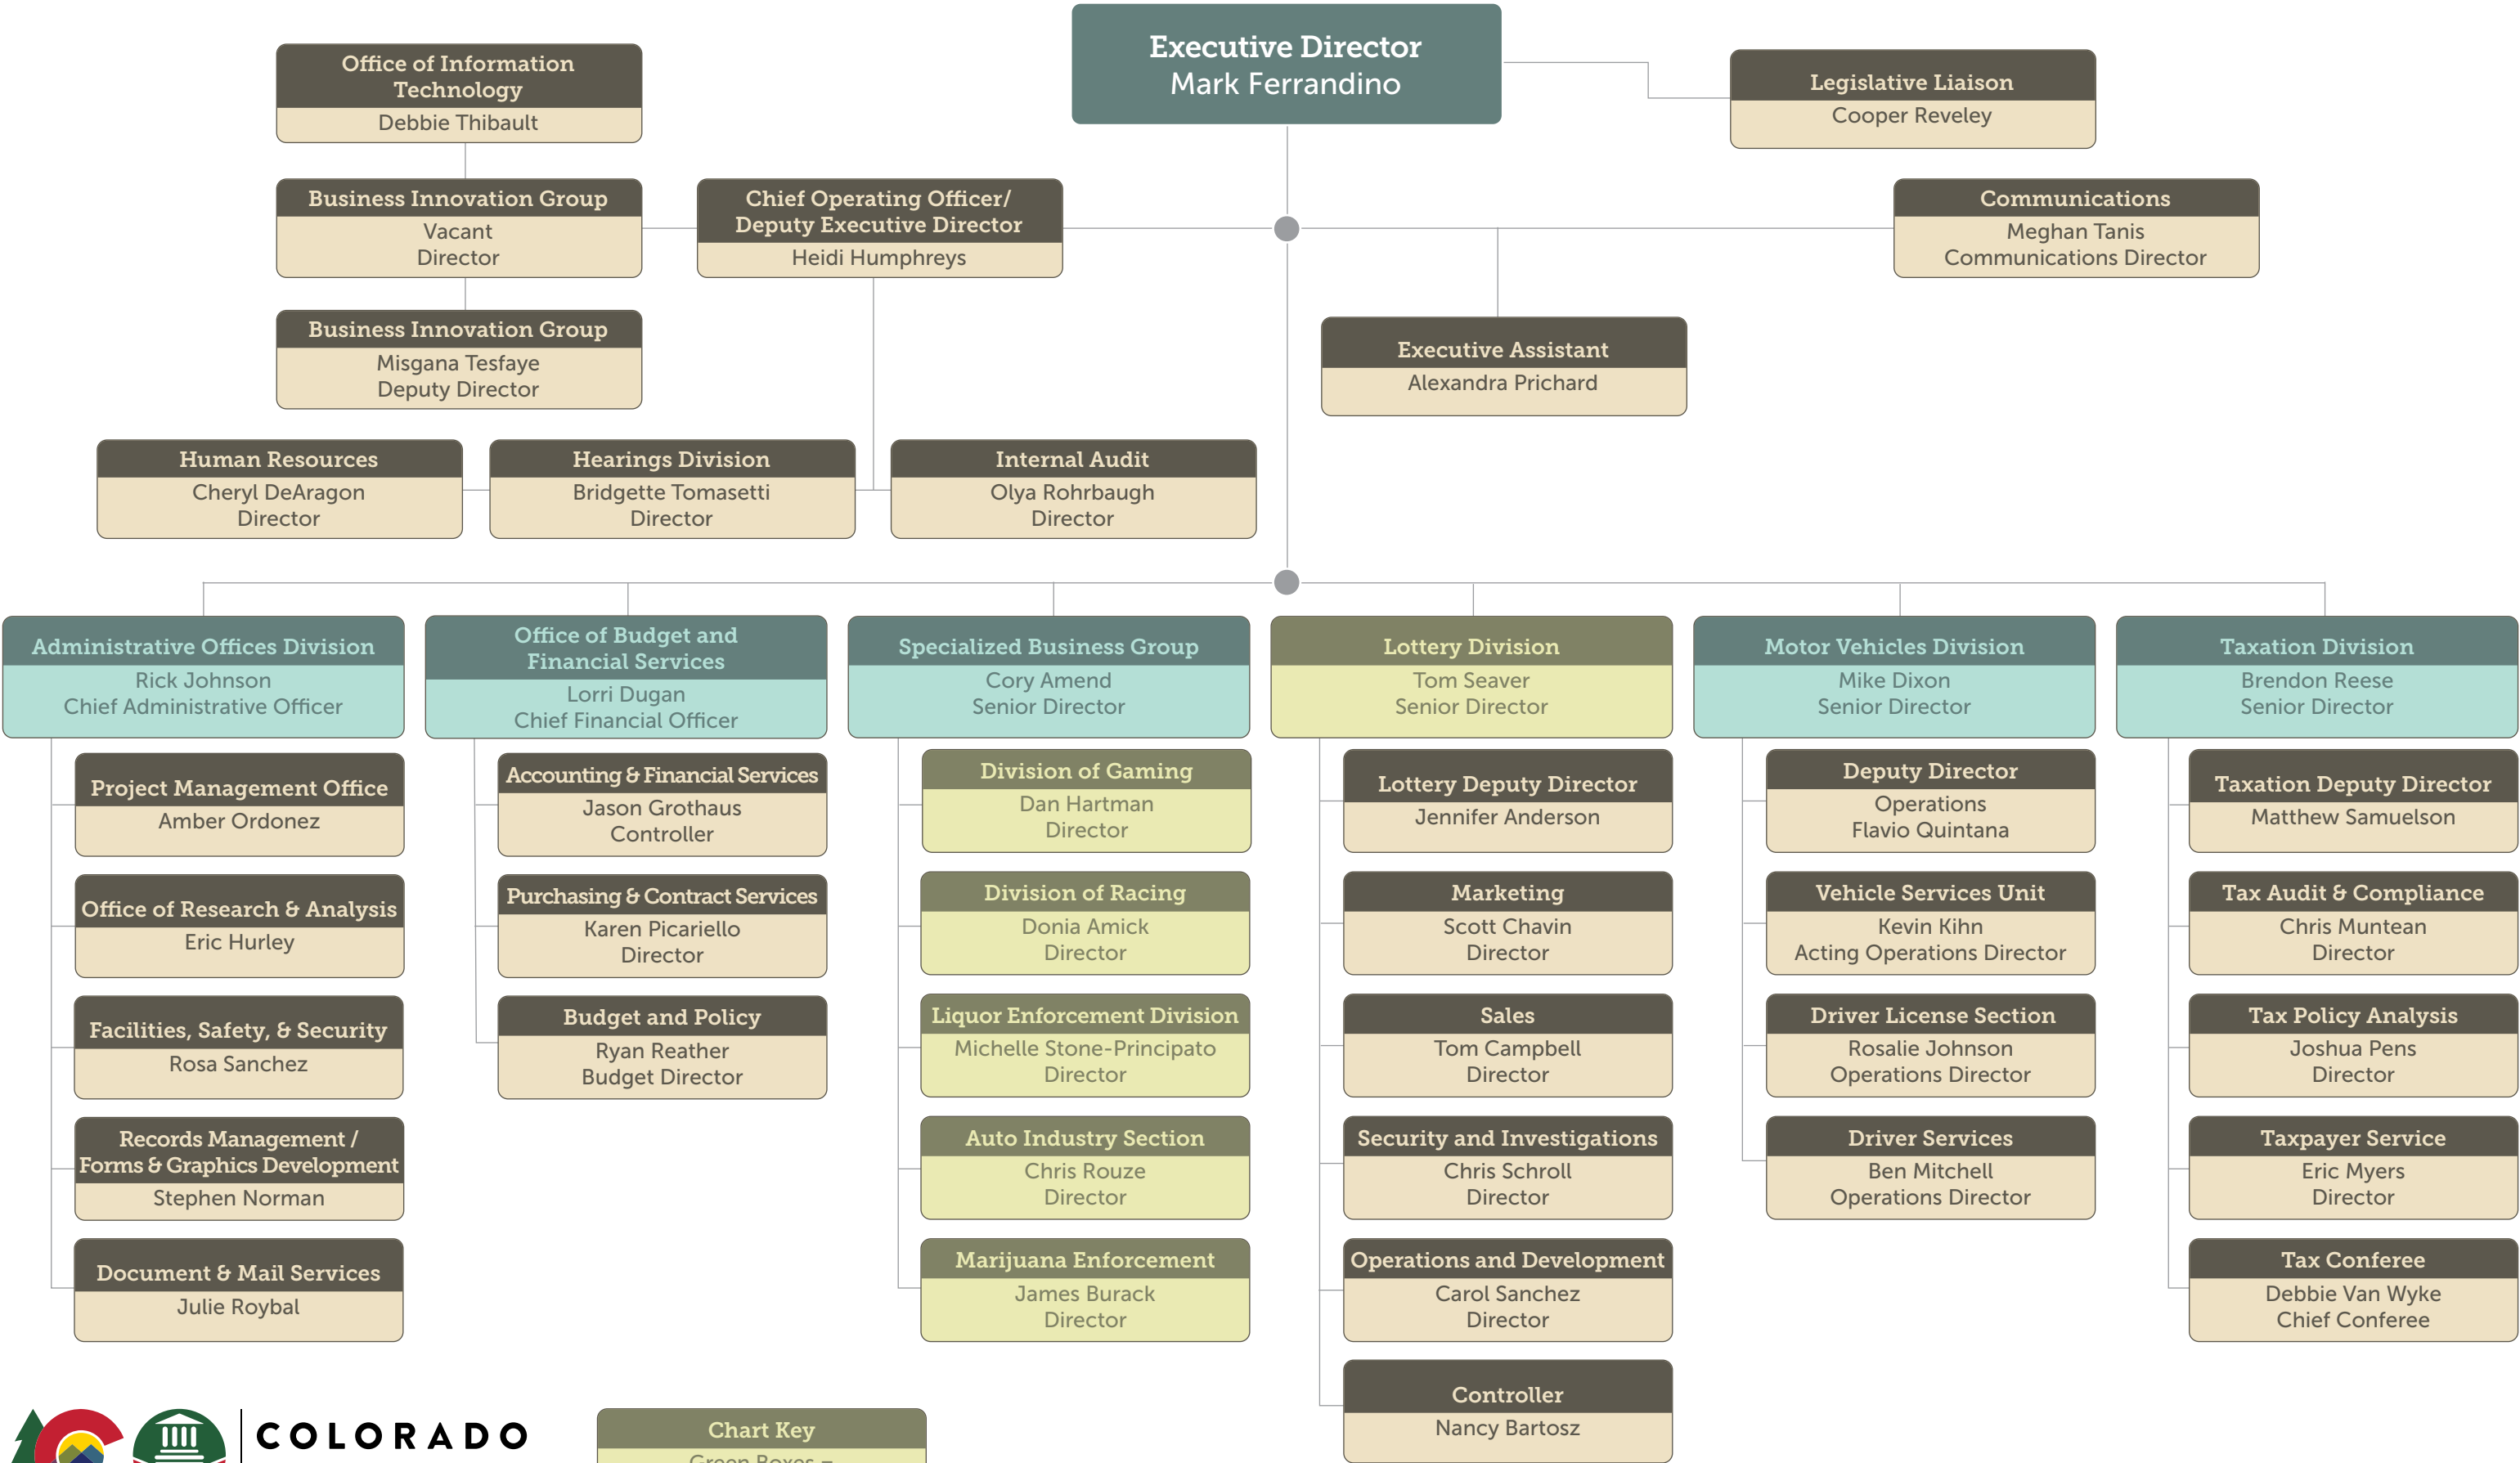 Executive Director
Mark Ferrandino
Office of Information
Technology
Debbie Thibault
Legislative Liaison
Cooper Reveley
Business Innovation Group
Vacant
Director
Chief Operating Officer/
Deputy Executive Director
Heidi Humphreys
Communications
Meghan Tanis
Communications Director
Business Innovation Group
Misgana Tesfaye
Deputy Director
Executive Assistant
Alexandra Prichard
Human Resources
Cheryl DeAragon
Director
Hearings Division
Bridgette Tomasetti
Director
Internal Audit
Olya Rohrbaugh
Director
Administrative Offices Division
Rick Johnson
Chief Administrative Officer
Project Management Office
Amber Ordonez
Office of Research & Analysis
Eric Hurley
Facilities, Safety, & Security
Rosa Sanchez
Records Management /
Forms & Graphics Development
Stephen Norman
Document & Mail Services
Julie Roybal
Office of Budget and
Financial Services
Lorri Dugan
Chief Financial Officer
Accounting & Financial Services
Jason Grothaus
Controller
Purchasing & Contract Services
Karen Picariello
Director
Budget and Policy
Ryan Reather
Budget Director
Specialized Business Group
Cory Amend
Senior Director
Division of Gaming
Dan Hartman
Director
Division of Racing
Donia Amick
Director
Liquor Enforcement Division
Michelle Stone-Principato
Director
Auto Industry Section
Chris Rouze
Director
Marijuana Enforcement
James Burack
Director
Lottery Division
Tom Seaver
Senior Director
Lottery Deputy Director
Jennifer Anderson
Marketing
Scott Chavin
Director
Sales
Tom Campbell
Director
Security and Investigations
Chris Schroll
Director
Operations and Development
Carol Sanchez
Director
Controller
Nancy Bartosz
Motor Vehicles Division
Mike Dixon
Senior Director
Deputy Director
Operations
Flavio Quintana
Vehicle Services Unit
Kevin Kihn
Acting Operations Director
Driver License Section
Rosalie Johnson
Operations Director
Driver Services
Ben Mitchell
Operations Director
Taxation Division
Brendon Reese
Senior Director
Taxation Deputy Director
Matthew Samuelson
Tax Audit & Compliance
Chris Muntean
Director
Tax Policy Analysis
Joshua Pens
Director
Taxpayer Service
Eric Myers
Director
Tax Conferee
Debbie Van Wyke
Chief Conferee
COLORADO
Chart Key
Green Boxes =